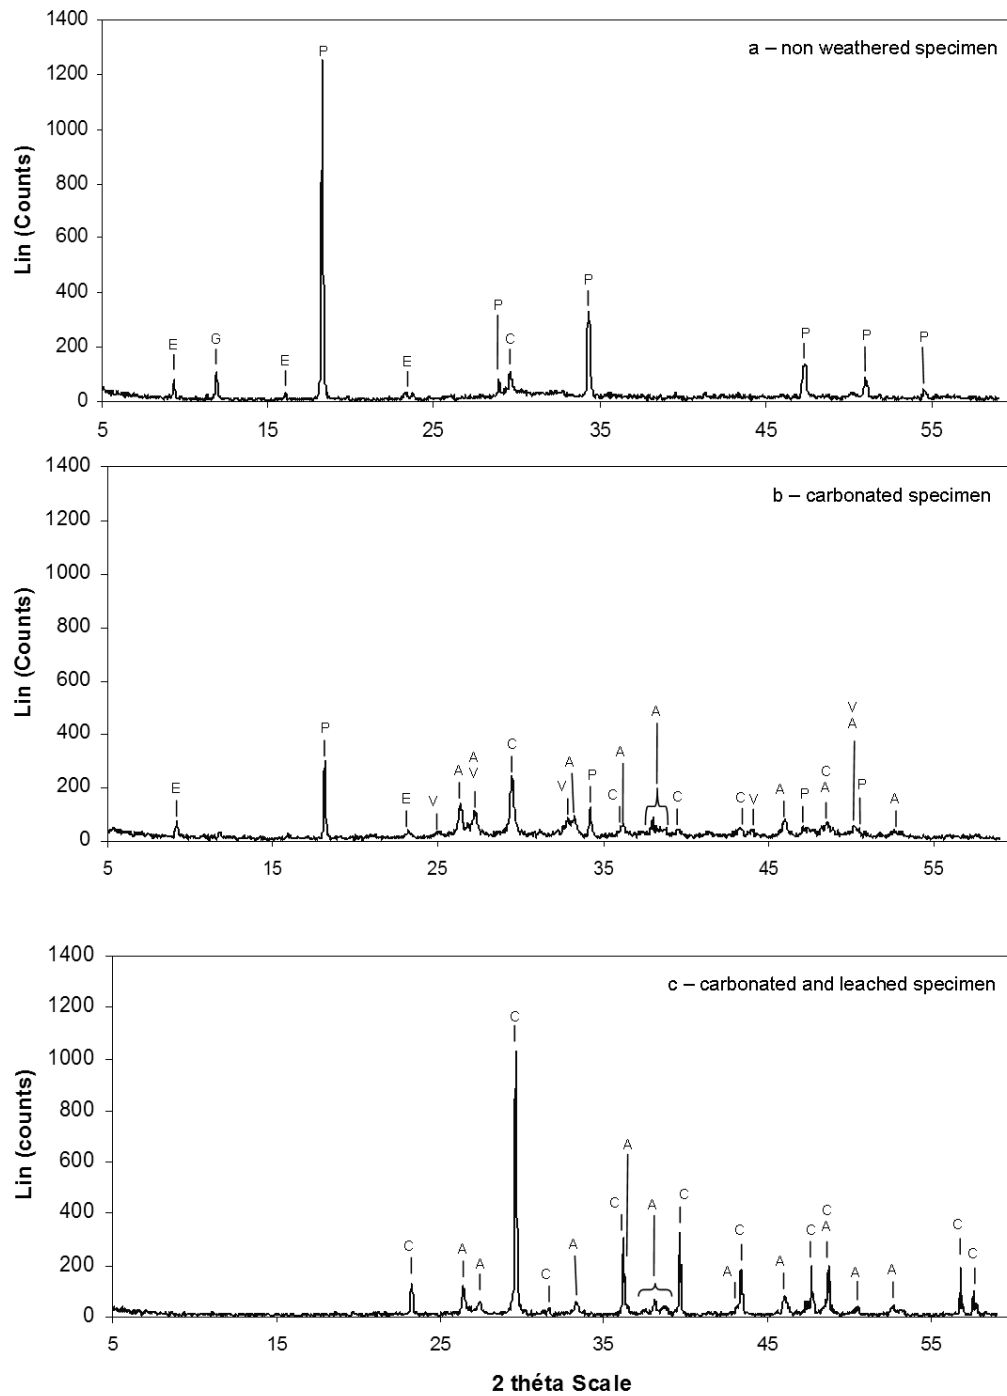 1400
a – non weathered specimen
P
1200
1000
Lin (Counts)
800
600
400
P
P
200
E
G
E
E
C
P
P
P
0
5
15
25
35
45
55
1400
b – carbonated specimen
1200
1000
Lin (Counts)
800
600
400
P
C
A
V
A
200
E
E
V
A
A
V
V
A
P
C
A
C
C
V
A
P
C
A
P
A
0
5
15
25
35
45
55
1400
c – carbonated and leached specimen
1200
C
1000
Lin (counts)
800
600
A
400
C
A
C
C
A
200
C
A
A
C
A
A
C
A
C
A
A
C
C
0
5
15
25
35
45
55
2 théta Scale